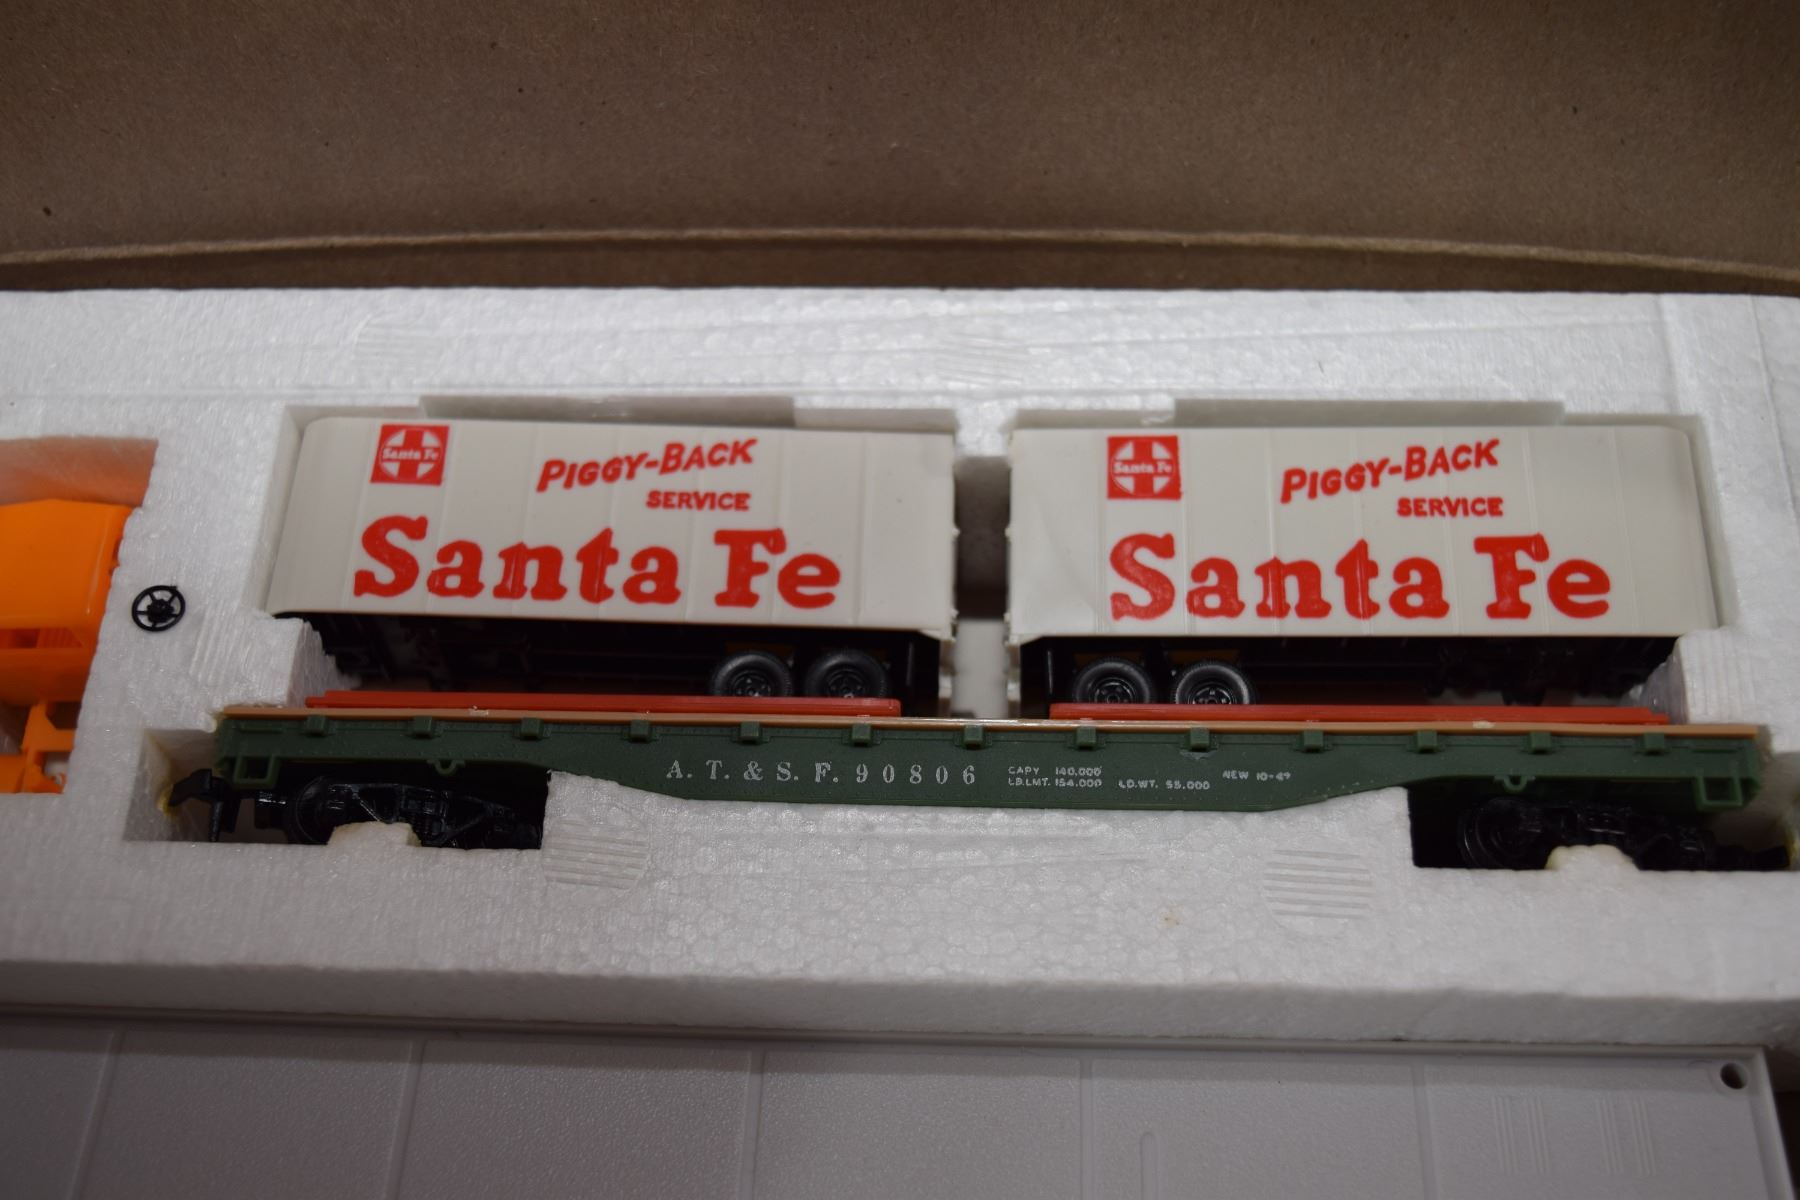 Santa Fe
PIGGY-BACK
SERVICE
Santa Fe
Santa Fe
PIGGY-BACK
SERVICE
Santa Fe
A. T. & S. F. 90806
CAPY 140,000
LD.LMT. 154,000 LD.WT. 55,000
NEW 10-49